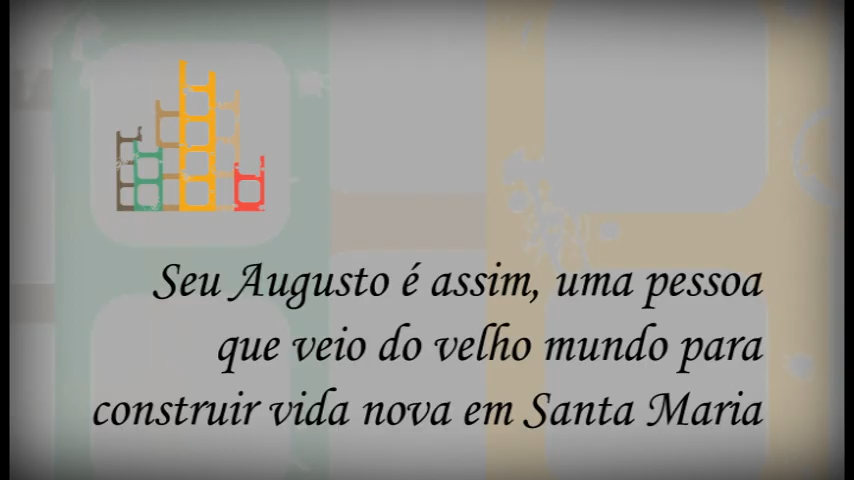 Seu Augusto é assim, uma pessoa
que veio do velho mundo para
construir vida nova em Santa Maria